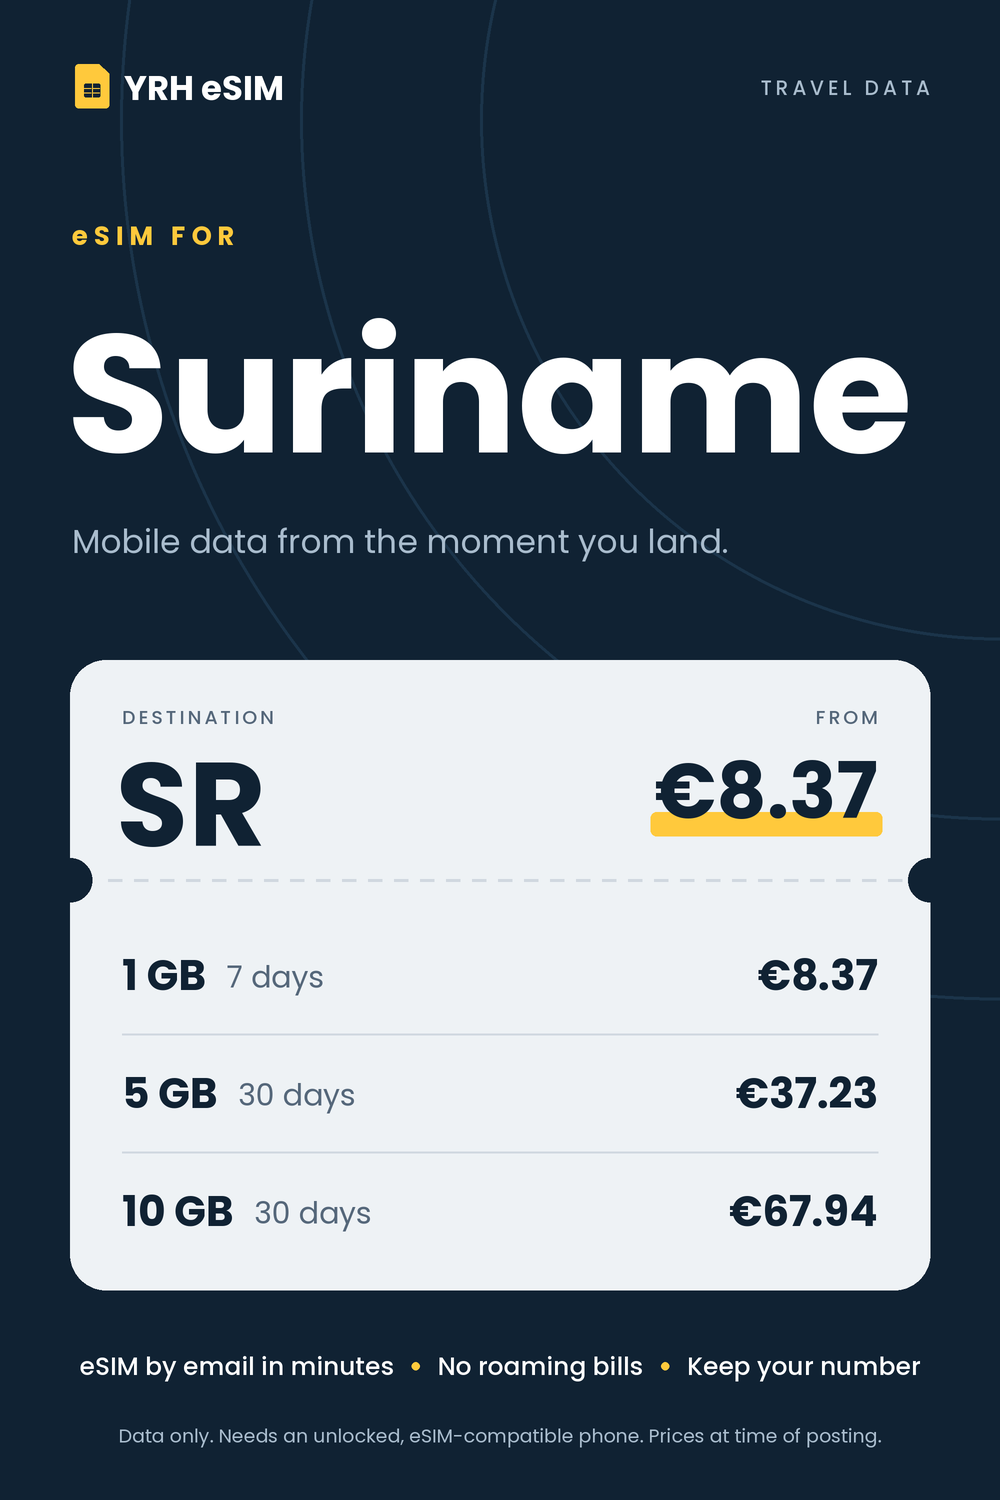 YRH eSIM
TRAVEL DATA
eSIM FOR
Suriname
Mobile data from the moment you land.
DESTINATION
FROM
SR
€8.37
1 GB 7 days €8.37
5 GB 30 days €37.23
10 GB 30 days €67.94
eSIM by email in minutes • No roaming bills • Keep your number
Data only. Needs an unlocked, eSIM-compatible phone. Prices at time of posting.